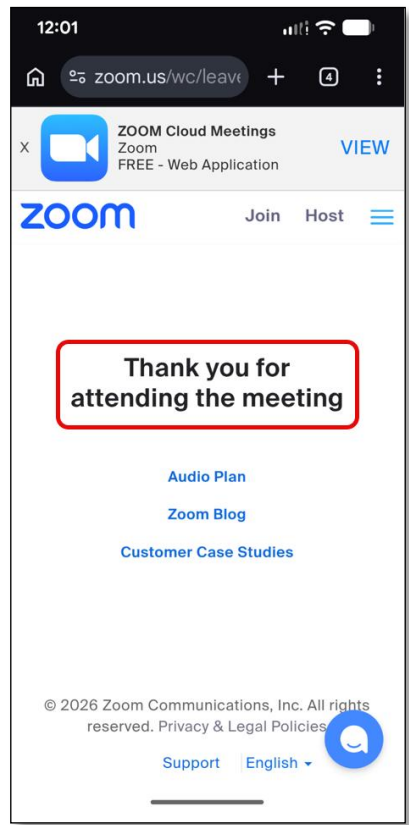 12:01
zoom.us/wc/leave
4
X
ZOOM Cloud Meetings
Zoom
FREE - Web Application
VIEW
zoom
Join
Host
Thank you for
attending the meeting
Audio Plan
Zoom Blog
Customer Case Studies
© 2026 Zoom Communications, Inc. All rights
reserved. Privacy & Legal Policies
Support
English